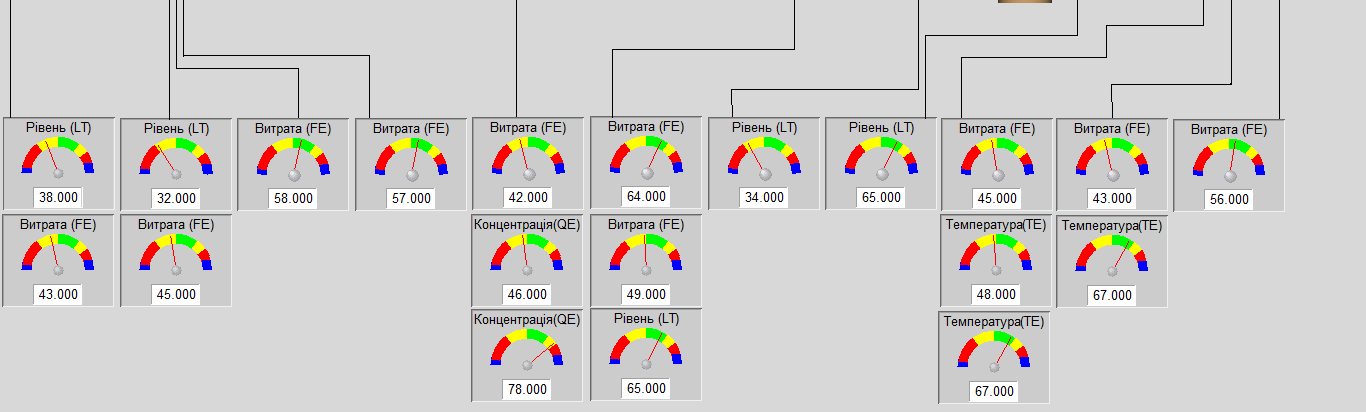 Рівень (LT)
38.000
Рівень (LT)
32.000
Витрата (FE)
58.000
Витрата (FE)
57.000
Витрата (FE)
42.000
Витрата (FE)
64.000
Рівень (LT)
34.000
Рівень (LT)
65.000
Витрата (FE)
45.000
Витрата (FE)
43.000
Витрата (FE)
56.000
Витрата (FE)
43.000
Витрата (FE)
45.000
Концентрація(QE)
46.000
Витрата (FE)
49.000
Температура(TE)
48.000
Температура(TE)
67.000
Концентрація(QE)
78.000
Рівень (LT)
65.000
Температура(TE)
67.000